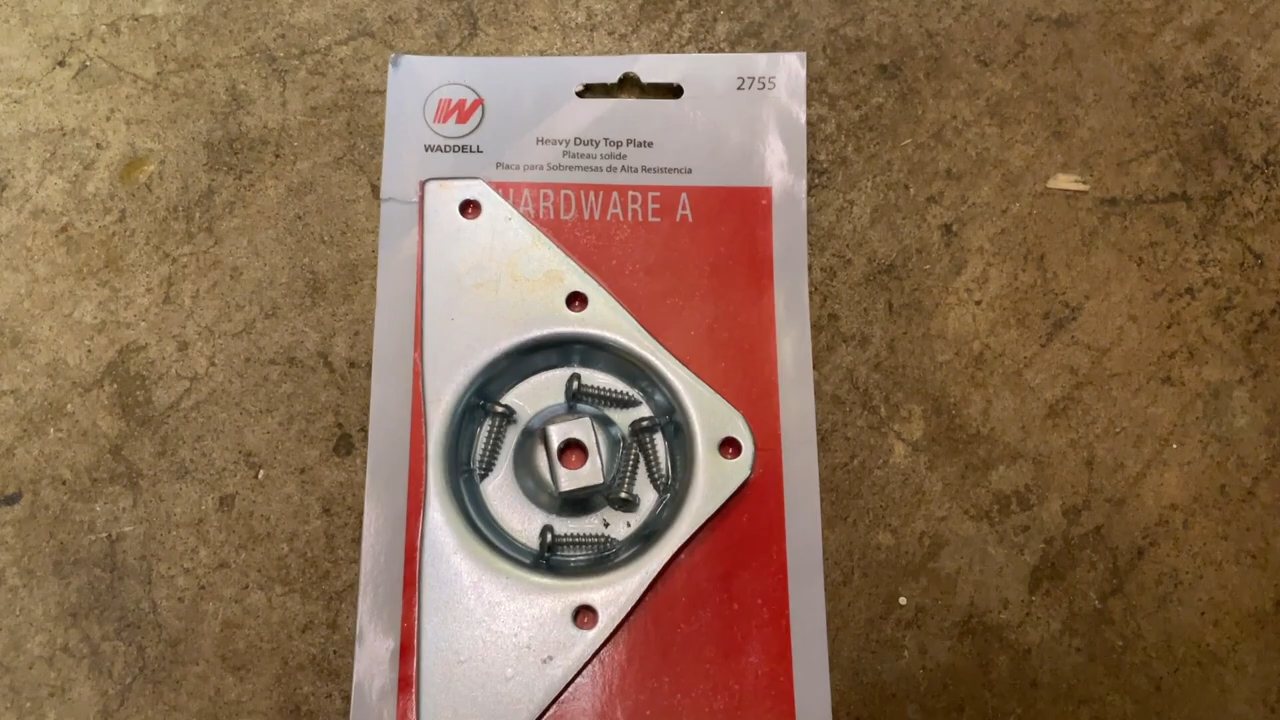 2755
W
WADDELL
Heavy Duty Top Plate
Plateau solide
Placa para Sobremesas de Alta Resistencia
HARDWARE A